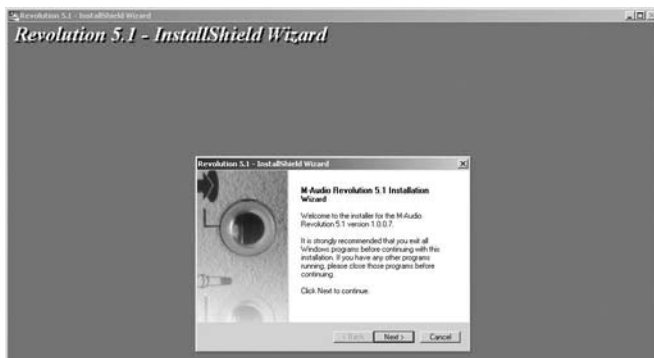 Revolution 5.1 - InstallShield Wizard
Revolution 5.1 - InstallShield Wizard
Revolution 5.1 - InstallShield Wizard
M-Audio Revolution 5.1 Installation
Wizard
Welcome to the installer for the M-Audio
Revolution 5.1 version 1.0.0.7.
It is strongly recommended that you exit all
Windows programs before continuing with this
installation. If you have any other programs
running, please close those programs before
continuing.
Click Next to continue.
< Back Next > Cancel